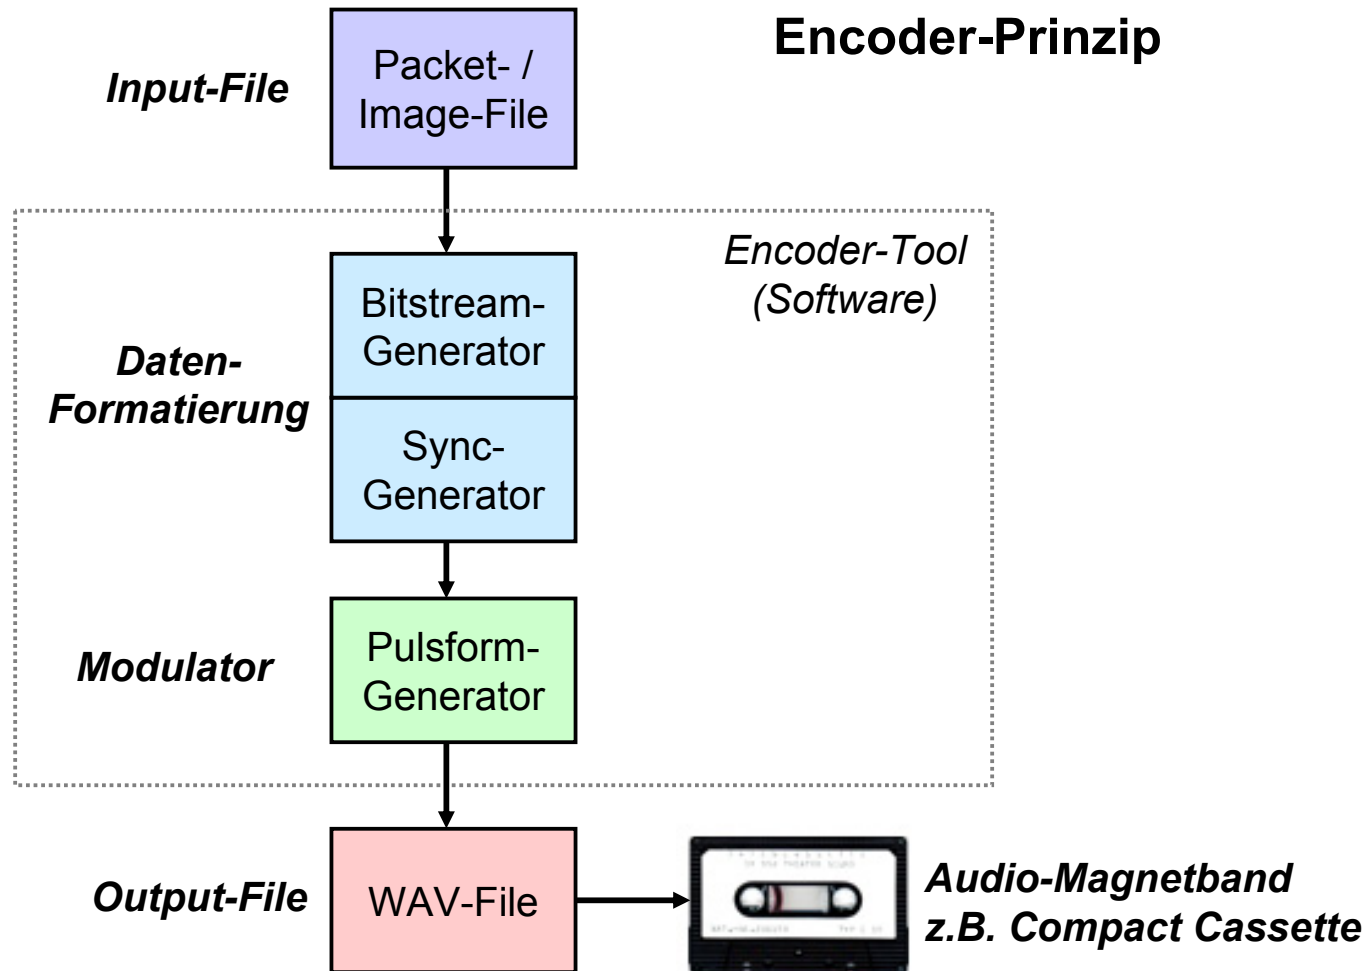 Encoder-Prinzip
Input-File
Packet- /
Image-File
Encoder-Tool
(Software)
Daten-
Formatierung
Bitstream-
Generator
Sync-
Generator
Modulator
Pulsform-
Generator
Output-File
WAV-File
Audio-Magnetband
z.B. Compact Cassette